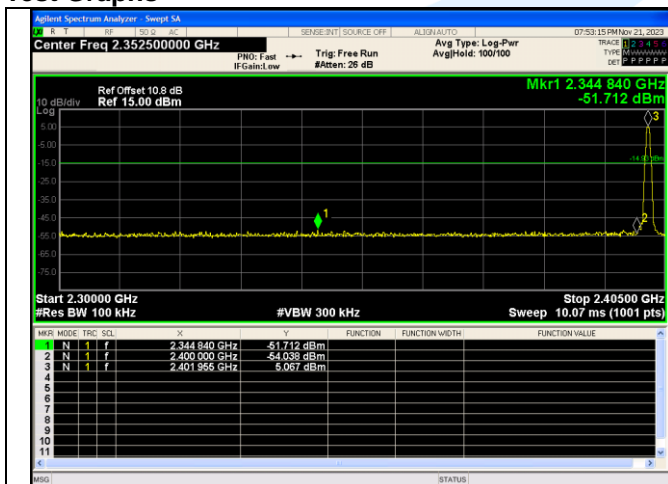 Test Graphs
Agilent Spectrum Analyzer - Swept SA
R T RF 50 Ω AC SENSE:INT SOURCE OFF ALIGNAUTO 07:53:15 PM Nov 21, 2023
Center Freq 2.352500000 GHz
PNO: Fast
IFGain:Low
Trig: Free Run
#Atten: 26 dB
Avg Type: Log-Pwr
Avg|Hold: 100/100
TRACE 1 2 3 4 5 6
TYPE M
DET P P P P P P
Mkr1 2.344 840 GHz
-51.712 dBm
Ref Offset 10.8 dB
10 dB/div Ref 15.00 dBm
Log
3
5.00
-5.00
-15.0
-25.0
-35.0
-45.0
1
2
-55.0
-65.0
-75.0
Start 2.30000 GHz Stop 2.40500 GHz
#Res BW 100 kHz #VBW 300 kHz Sweep 10.07 ms (1001 pts)
MKR MODE TRC SCL X Y FUNCTION FUNCTION WIDTH FUNCTION VALUE
1 N 1 f 2.344 840 GHz -51.712 dBm
2 N 1 f 2.400 000 GHz -54.038 dBm
3 N 1 f 2.401 955 GHz 5.067 dBm
4
5
6
7
8
9
10
11
MSG STATUS